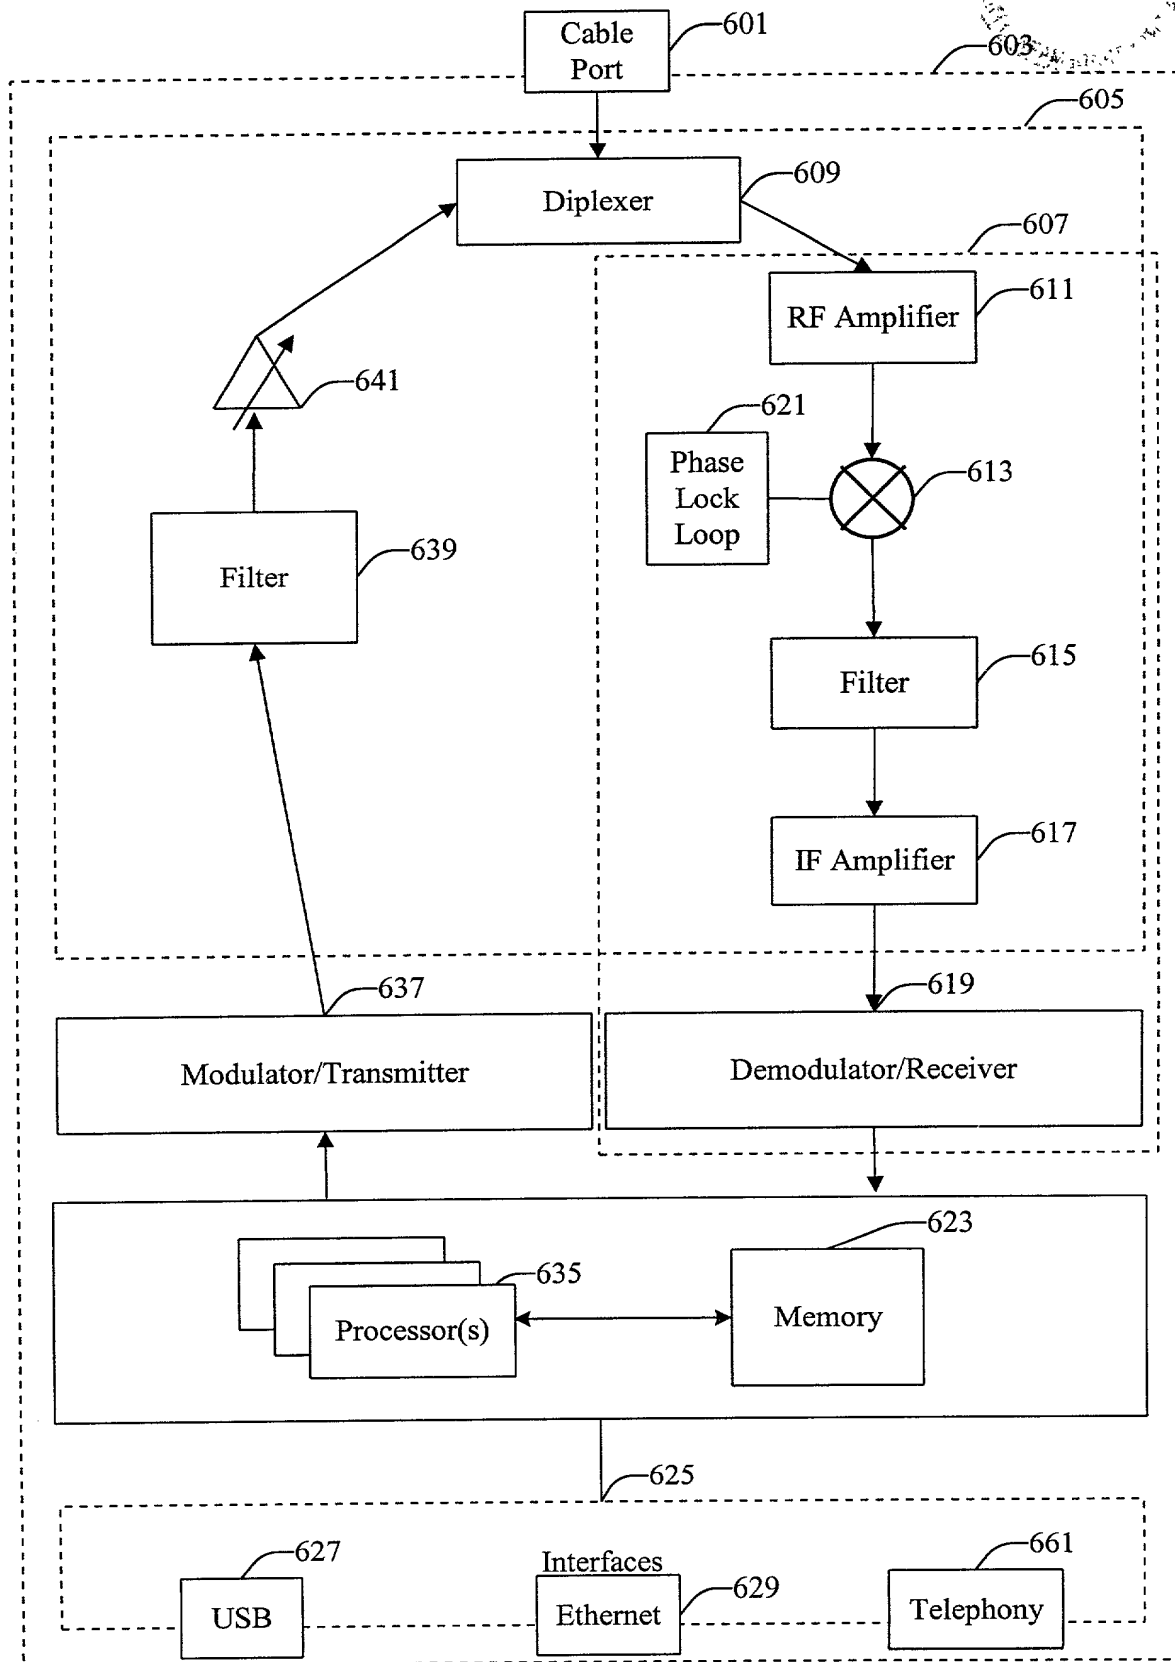 Cable
Port
601
603
605
Diplexer
609
607
RF Amplifier
611
641
621
Phase
Lock
Loop
613
Filter
639
Filter
615
IF Amplifier
617
637
619
Modulator/Transmitter
Demodulator/Receiver
623
635
Processor(s)
Memory
625
627
Interfaces
661
USB
Ethernet
629
Telephony